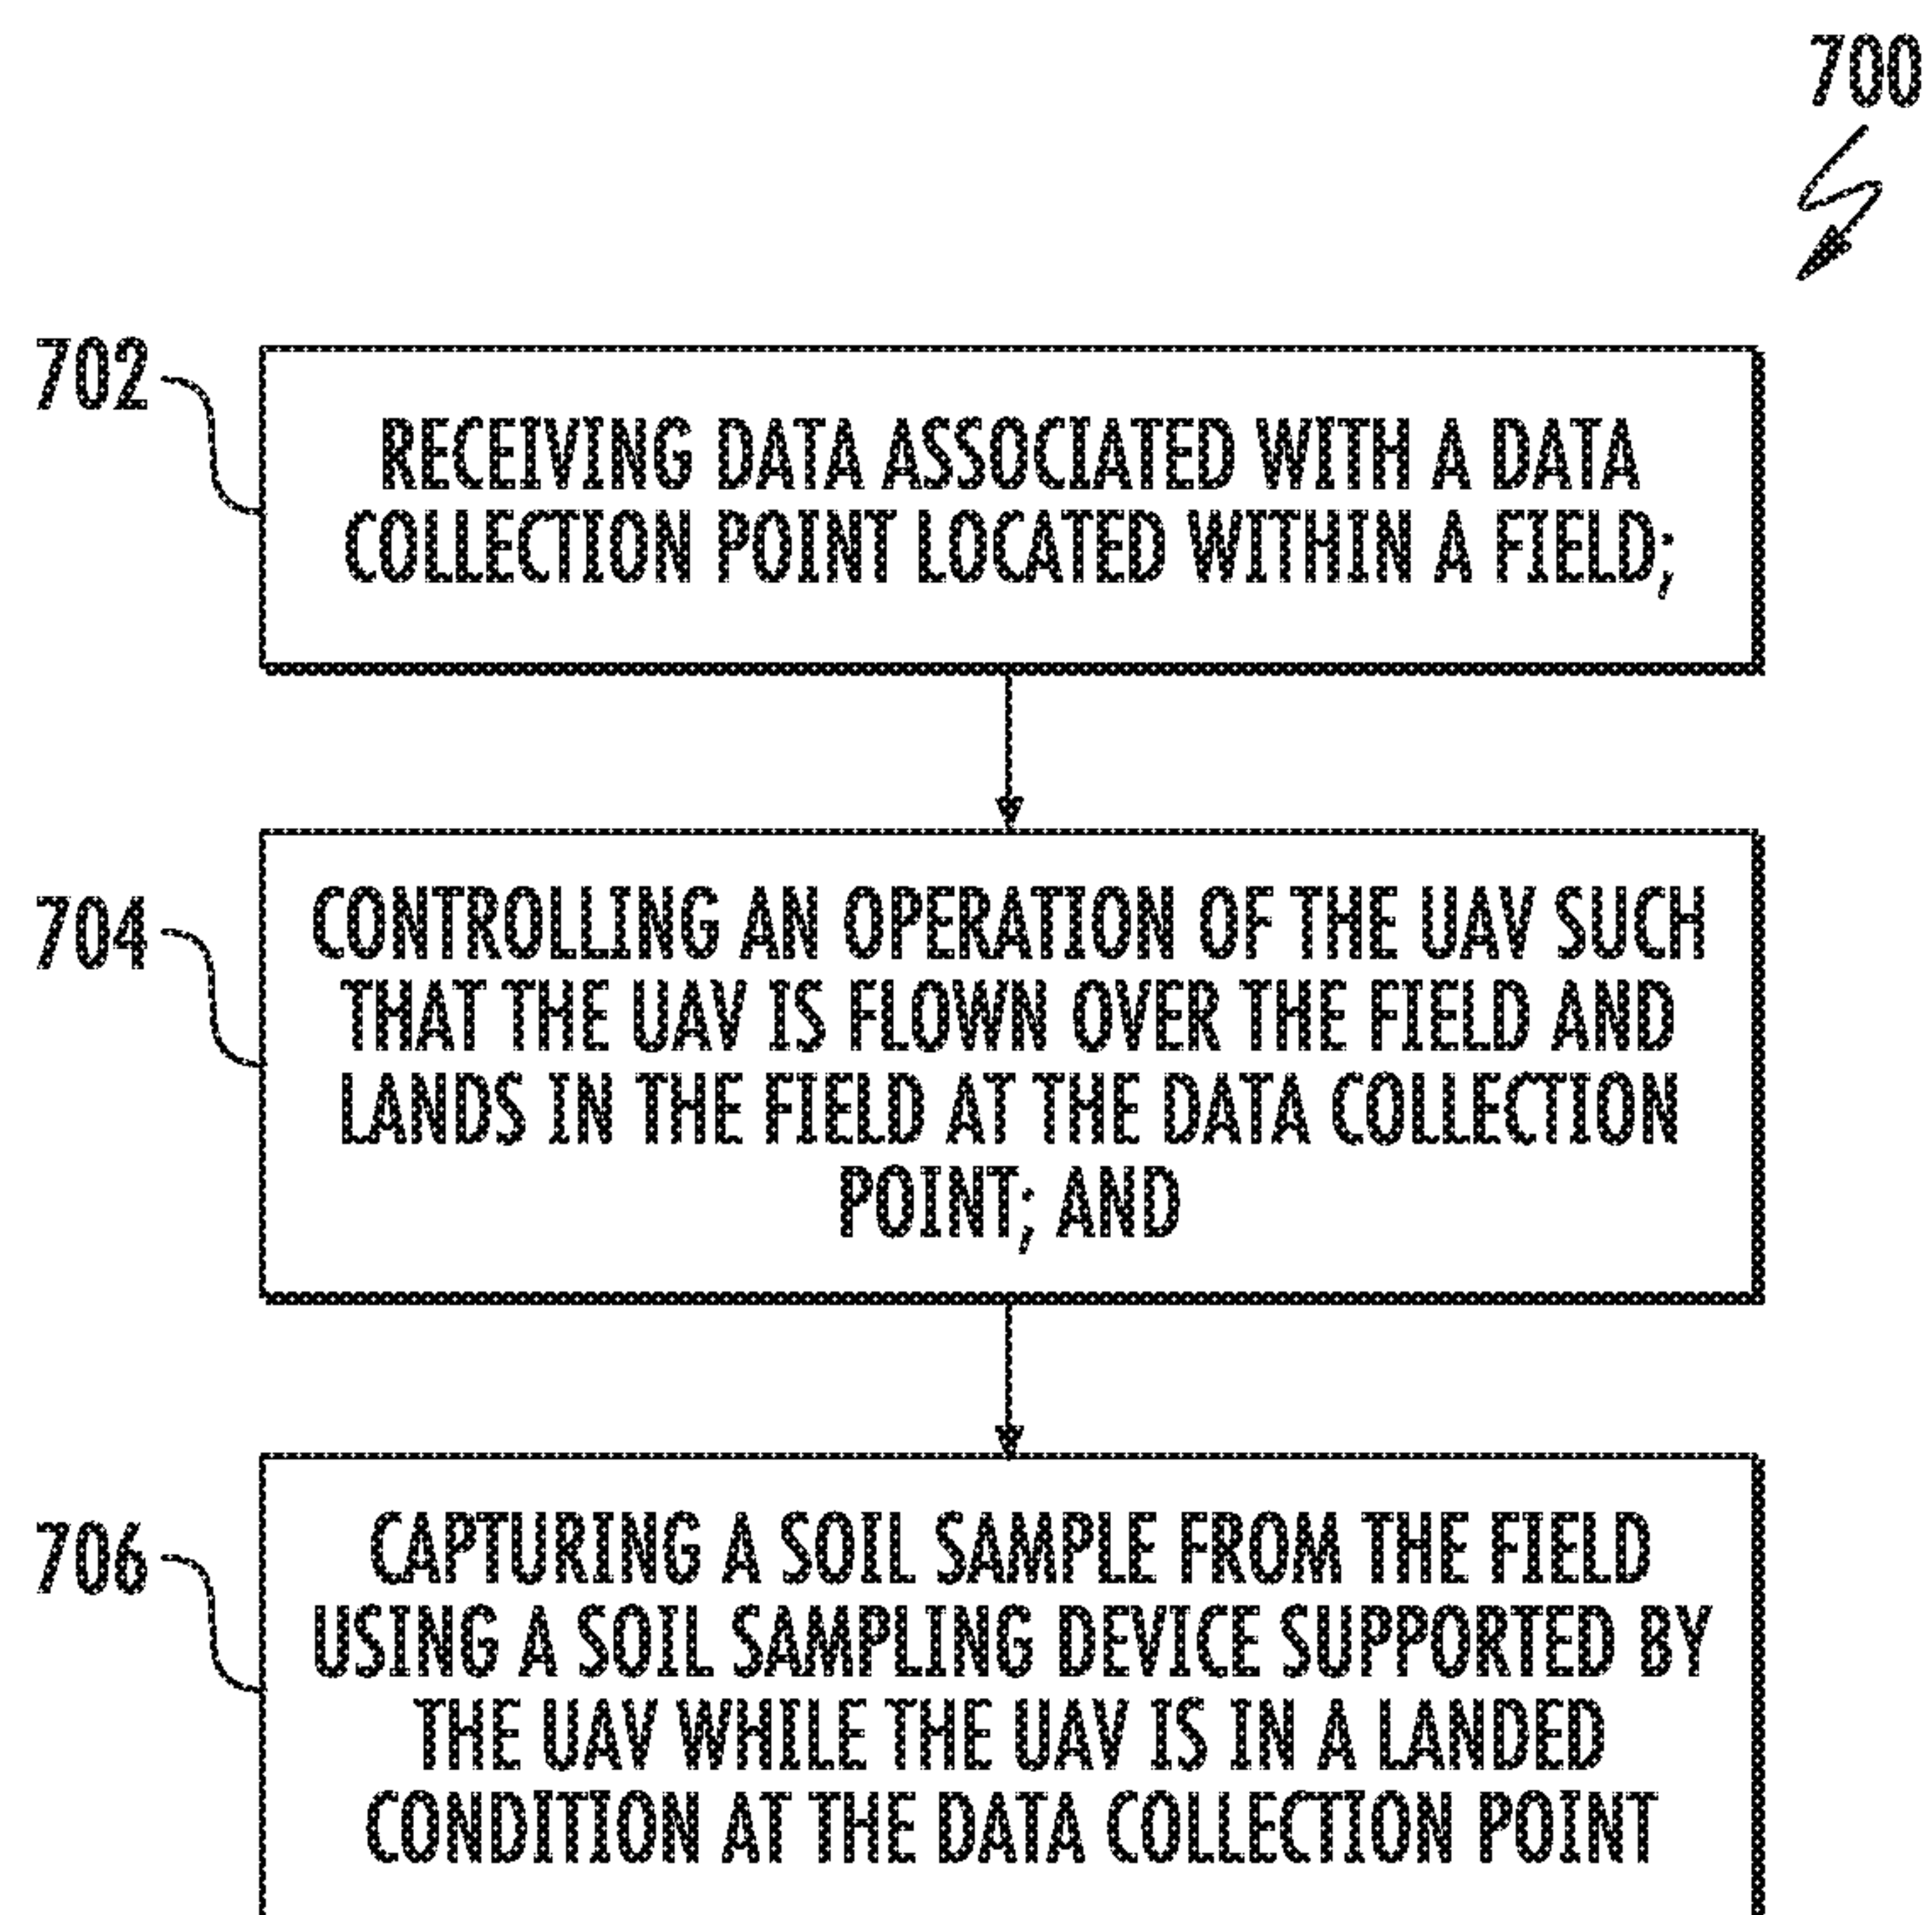 700
702
RECEIVING DATA ASSOCIATED WITH A DATA
COLLECTION POINT LOCATED WITHIN A FIELD;
704
CONTROLLING AN OPERATION OF THE UAV SUCH
THAT THE UAV IS FLOWN OVER THE FIELD AND
LANDS IN THE FIELD AT THE DATA COLLECTION
POINT; AND
706
CAPTURING A SOIL SAMPLE FROM THE FIELD
USING A SOIL SAMPLING DEVICE SUPPORTED BY
THE UAV WHILE THE UAV IS IN A LANDED
CONDITION AT THE DATA COLLECTION POINT